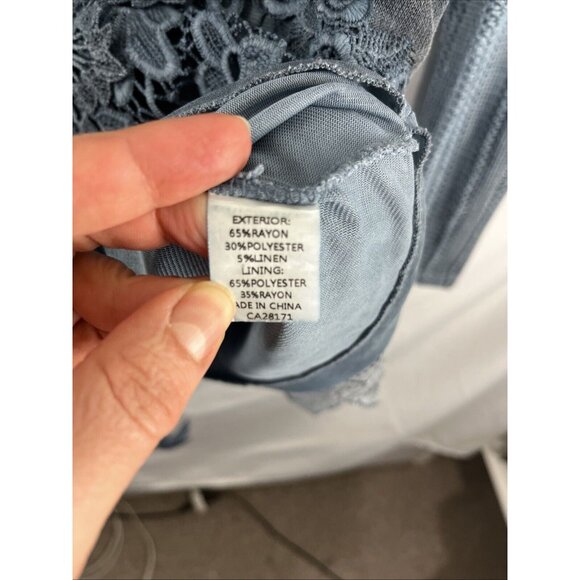 EXTERIOR:
65%RAYON
30%POLYESTER
5%LINEN
LINING:
65%POLYESTER
35%RAYON
ADE IN CHINA
CA28171